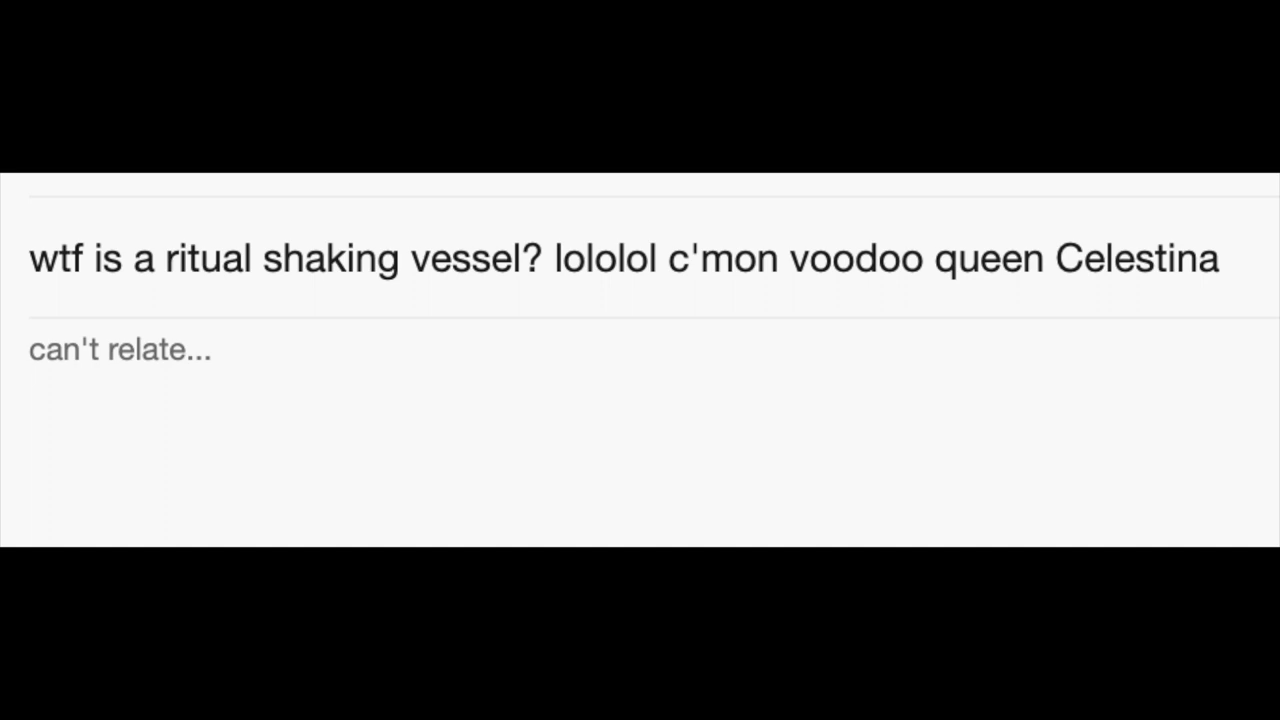 wtf is a ritual shaking vessel? lololol c'mon voodoo queen Celestina
can't relate...